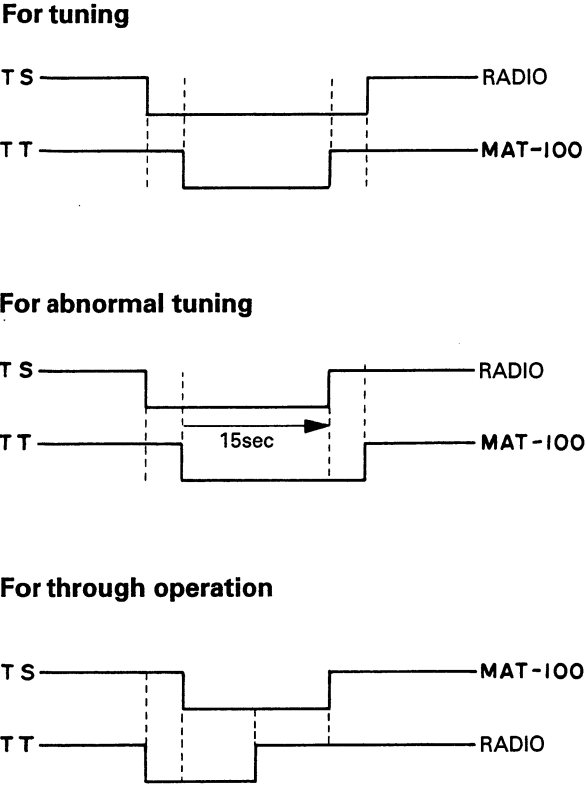 For tuning
TS RADIO
TT MAT-100
For abnormal tuning
TS RADIO
15sec
TT MAT-100
For through operation
TS MAT-100
TT RADIO